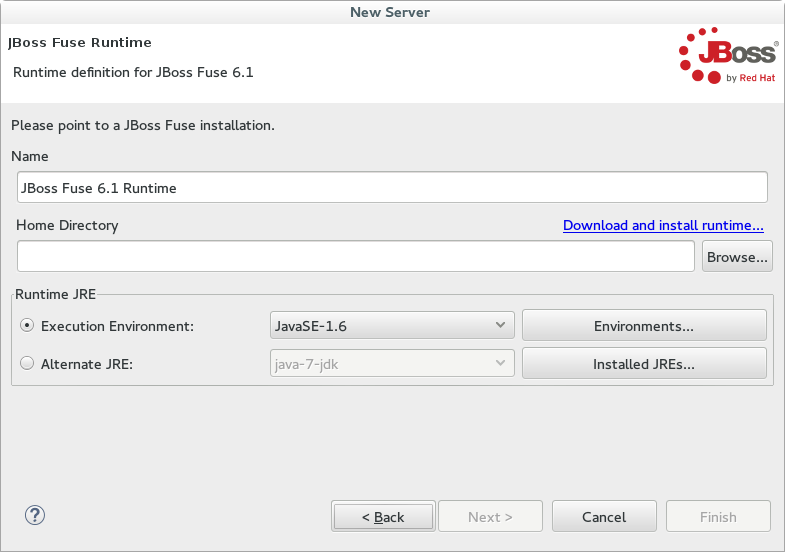 New Server
JBoss Fuse Runtime
Runtime definition for JBoss Fuse 6.1
JBoss®
by Red Hat
Please point to a JBoss Fuse installation.
Name
JBoss Fuse 6.1 Runtime
Home Directory Download and install runtime...
Browse...
Runtime JRE
Execution Environment: JavaSE-1.6 Environments...
Alternate JRE: java-7-jdk Installed JREs...
? < Back Next > Cancel Finish